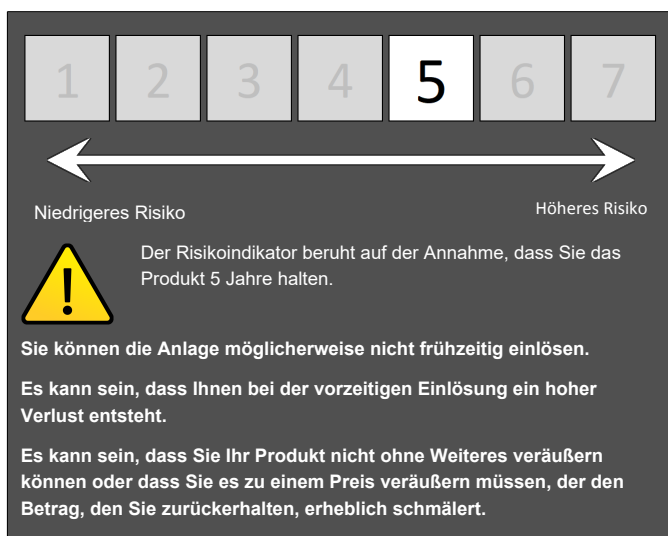 1 2 3 4 5 6 7
Niedrigeres Risiko
Höheres Risiko
Der Risikoindikator beruht auf der Annahme, dass Sie das
Produkt 5 Jahre halten.
Sie können die Anlage möglicherweise nicht frühzeitig einlösen.
Es kann sein, dass Ihnen bei der vorzeitigen Einlösung ein hoher
Verlust entsteht.
Es kann sein, dass Sie Ihr Produkt nicht ohne Weiteres veräußern
können oder dass Sie es zu einem Preis veräußern müssen, der den
Betrag, den Sie zurückerhalten, erheblich schmälert.